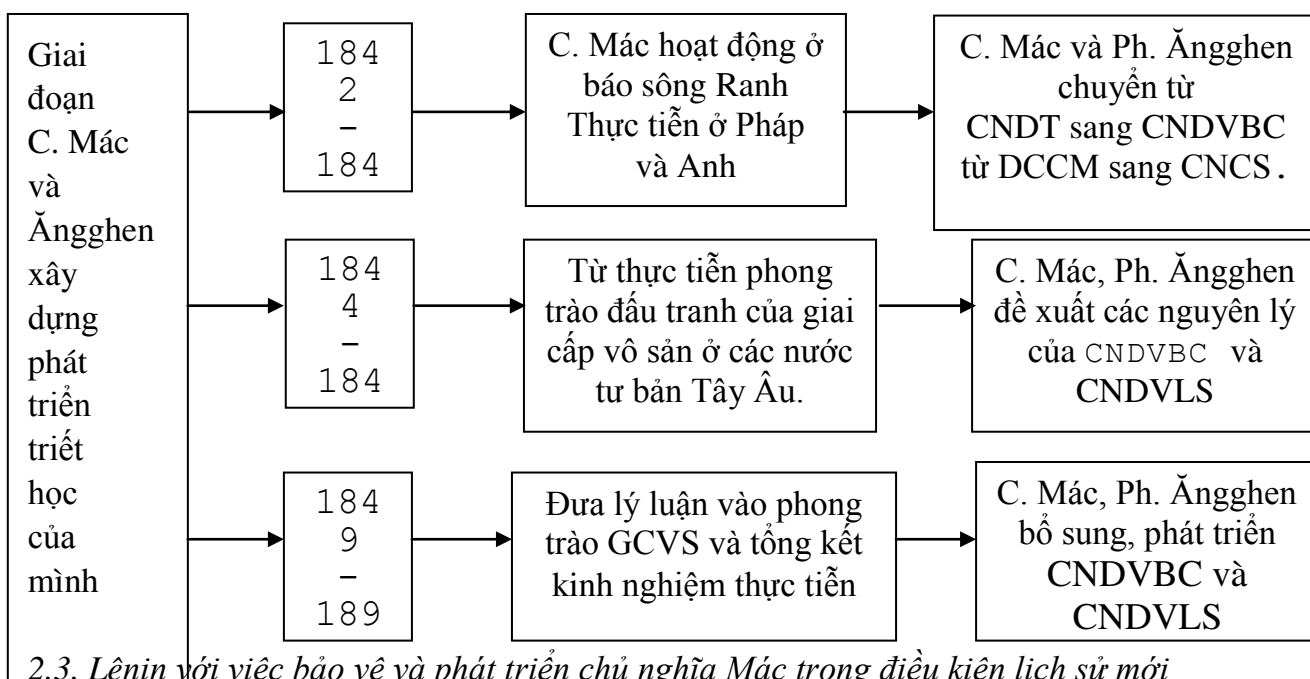 Giai
đoạn
C. Mác
và
Ăngghen
xây
dựng
phát
triển
triết
học
của
mình
184
2
–
184
C. Mác hoạt động ở
báo sông Ranh
Thực tiễn ở Pháp
và Anh
C. Mác và Ph. Ăngghen
chuyển từ
CNDT sang CNDVBC
từ DCCM sang CNCS.
184
4
–
184
Từ thực tiễn phong
trào đấu tranh của giai
cấp vô sản ở các nước
tư bản Tây Âu.
C. Mác, Ph. Ăngghen
đề xuất các nguyên lý
của CNDVBC và
CNDVLS
184
9
–
189
Đưa lý luận vào phong
trào GCVS và tổng kết
kinh nghiệm thực tiễn
C. Mác, Ph. Ăngghen
bổ sung, phát triển
CNDVBC và
CNDVLS
2.3. Lênin với việc bảo vệ và phát triển chủ nghĩa Mác trong điều kiện lịch sử mới